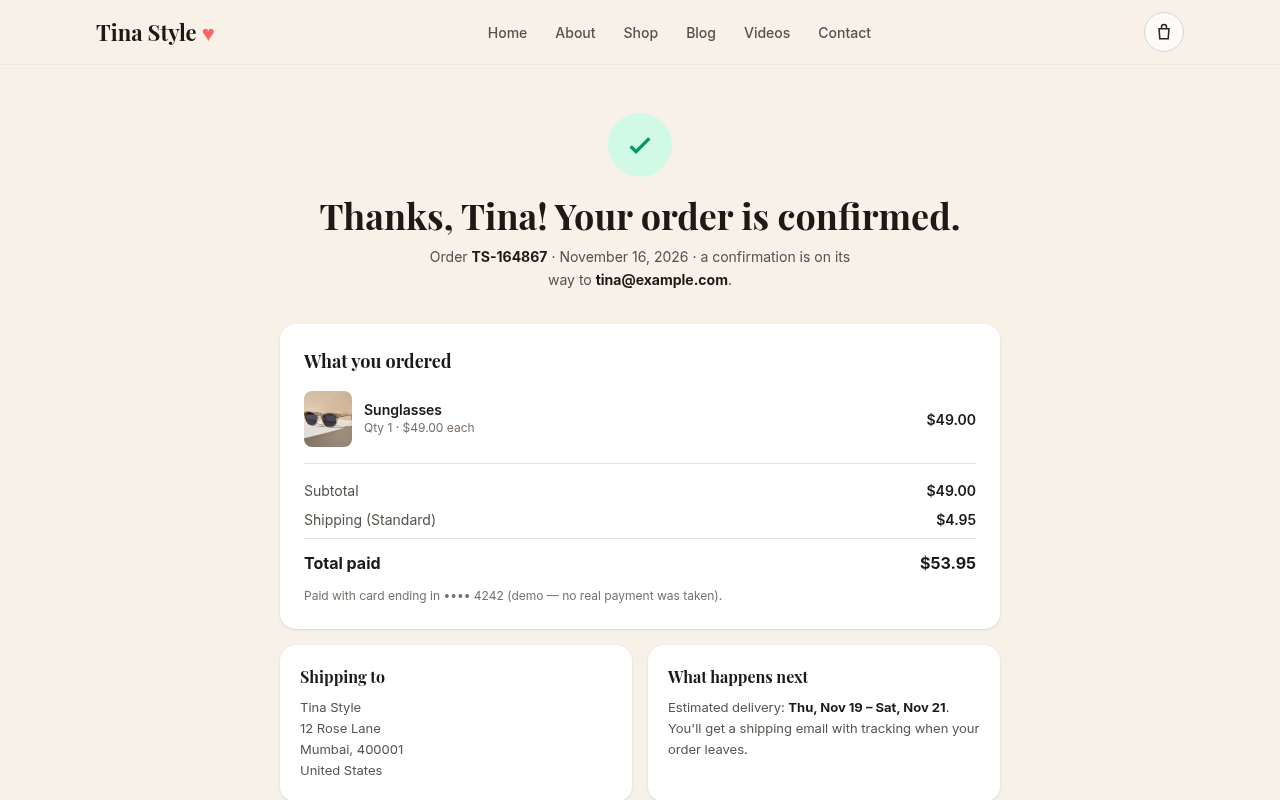 Tina Style ♥
Home About Shop Blog Videos Contact
Thanks, Tina! Your order is confirmed.
Order TS-164867 · November 16, 2026 · a confirmation is on its
way to tina@example.com.
What you ordered
Sunglasses
Qty 1 · $49.00 each
$49.00
Subtotal $49.00
Shipping (Standard) $4.95
Total paid $53.95
Paid with card ending in •••• 4242 (demo — no real payment was taken).
Shipping to
Tina Style
12 Rose Lane
Mumbai, 400001
United States
What happens next
Estimated delivery: Thu, Nov 19 – Sat, Nov 21.
You'll get a shipping email with tracking when your
order leaves.